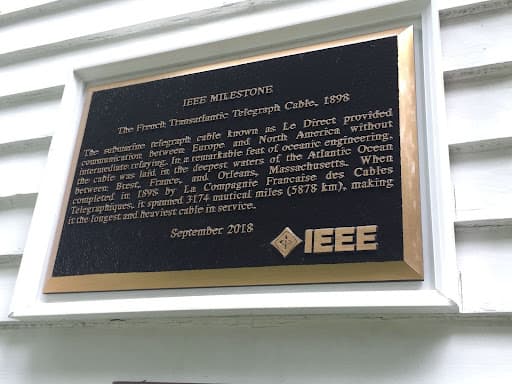 IEEE MILESTONE
The French Transatlantic Telegraph Cable, 1898
The submarine telegraph cable known as Le Direct provided
communication between Europe and North America without
intermediate relaying. In a remarkable feat of oceanic engineering,
the cable was laid in the deepest waters of the Atlantic Ocean
between Brest, France, and Orleans, Massachusetts. When
completed in 1898 by La Compagnie Francaise des Cables
Telegraphiques, it spanned 3174 nautical miles (5878 km), making
it the longest and heaviest cable in service.
September 2018
IEEE